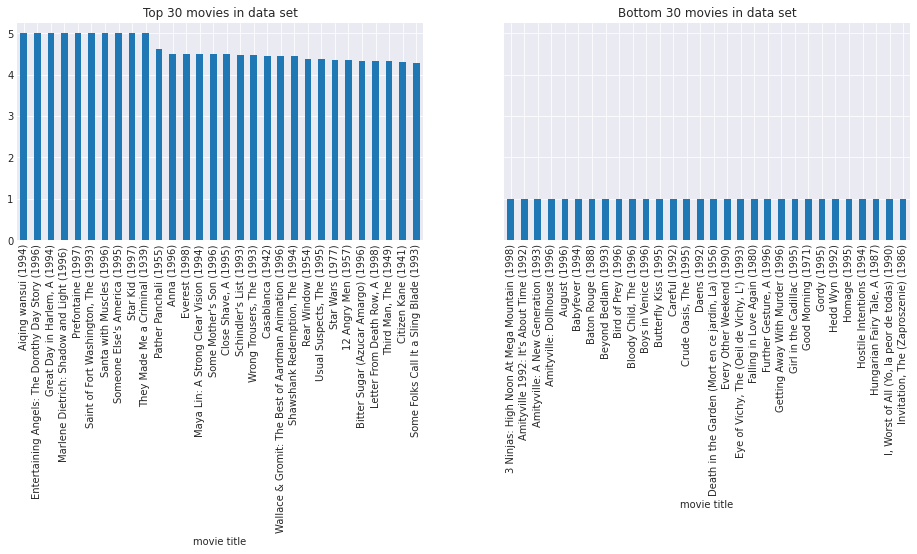 Top 30 movies in data set
5
4
3
2
1
0
Aiqing wansui (1994)
Entertaining Angels: The Dorothy Day Story (1996)
Great Day in Harlem, A (1994)
Marlene Dietrich: Shadow and Light (1996)
Prefontaine (1997)
Saint of Fort Washington, The (1993)
Santa with Muscles (1996)
Someone Else's America (1995)
Star Kid (1997)
They Made Me a Criminal (1939)
Pather Panchali (1955)
Anna (1996)
Everest (1998)
Maya Lin: A Strong Clear Vision (1994)
Some Mother's Son (1996)
Close Shave, A (1995)
Schindler's List (1993)
Wrong Trousers, The (1993)
Casablanca (1942)
Wallace & Gromit: The Best of Aardman Animation (1996)
Shawshank Redemption, The (1994)
Rear Window (1954)
Usual Suspects, The (1995)
Star Wars (1977)
12 Angry Men (1957)
Bitter Sugar (Azucar Amargo) (1996)
Letter From Death Row, A (1998)
Third Man, The (1949)
Citizen Kane (1941)
Some Folks Call It a Sling Blade (1993)
movie title
Bottom 30 movies in data set
3 Ninjas: High Noon At Mega Mountain (1998)
Amityville 1992: It's About Time (1992)
Amityville: A New Generation (1993)
Amityville: Dollhouse (1996)
August (1996)
Babyfever (1994)
Baton Rouge (1988)
Beyond Bedlam (1993)
Bird of Prey (1996)
Bloody Child, The (1996)
Boys in Venice (1996)
Butterfly Kiss (1995)
Careful (1992)
Crude Oasis, The (1995)
Daens (1992)
Death in the Garden (Mort en ce jardin, La) (1956)
Every Other Weekend (1990)
Eye of Vichy, The (Oeil de Vichy, L') (1993)
Falling in Love Again (1980)
Further Gesture, A (1996)
Getting Away With Murder (1996)
Girl in the Cadillac (1995)
Good Morning (1971)
Gordy (1995)
Hedd Wyn (1992)
Homage (1995)
Hostile Intentions (1994)
Hungarian Fairy Tale, A (1987)
I, Worst of All (Yo, la peor de todas) (1990)
Invitation, The (Zaproszenie) (1986)
movie title